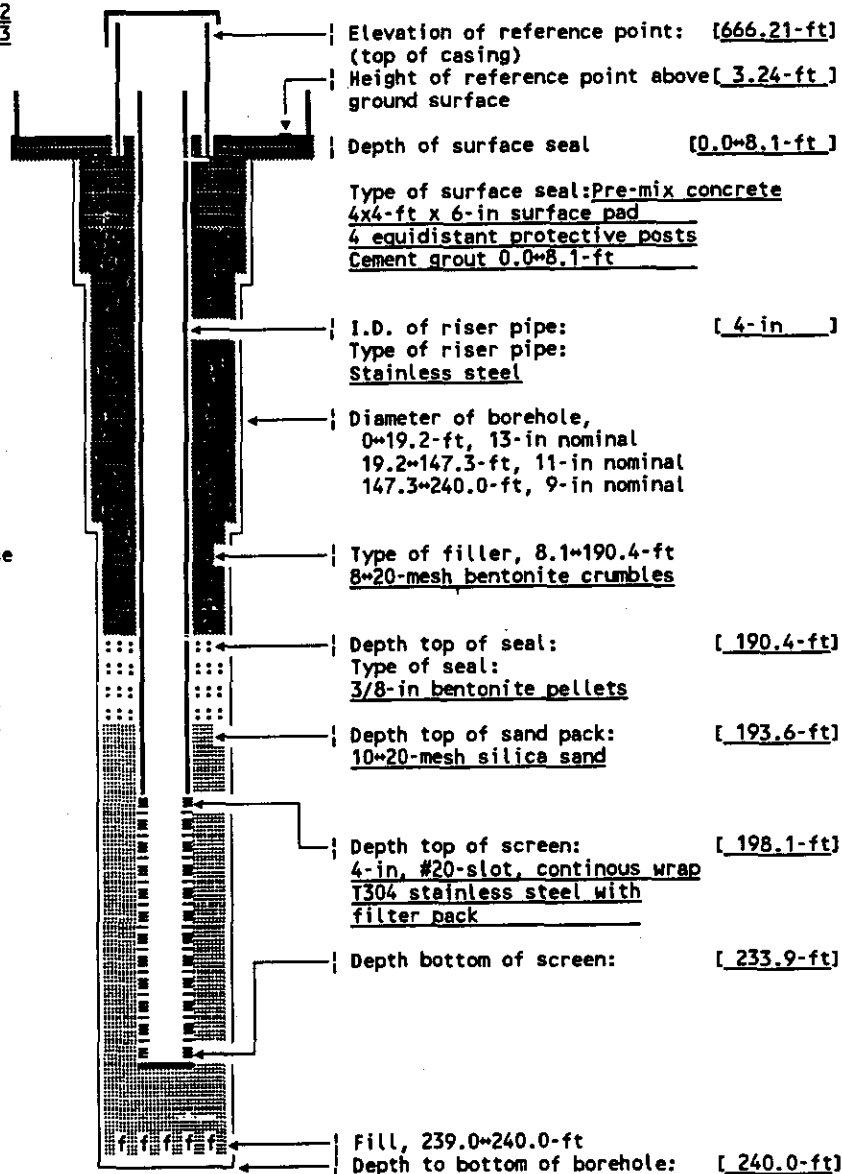 2
3
Elevation of reference point: [666.21-ft]
(top of casing)
Height of reference point above[ 3.24-ft ]
ground surface
Depth of surface seal [0.0↔8.1-ft ]
Type of surface seal:Pre-mix concrete
4x4-ft x 6-in surface pad
4 equidistant protective posts
Cement grout 0.0↔8.1-ft
I.D. of riser pipe: [ 4-in ]
Type of riser pipe:
Stainless steel
Diameter of borehole,
0↔19.2-ft, 13-in nominal
19.2↔147.3-ft, 11-in nominal
147.3↔240.0-ft, 9-in nominal
e
Type of filler, 8.1↔190.4-ft
8↔20-mesh bentonite crumbles
Depth top of seal: [ 190.4-ft]
Type of seal:
3/8-in bentonite pellets
Depth top of sand pack: [ 193.6-ft]
10↔20-mesh silica sand
Depth top of screen: [ 198.1-ft]
4-in, #20-slot, continous wrap
T304 stainless steel with
filter pack
Depth bottom of screen: [ 233.9-ft]
f f f f f
Fill, 239.0↔240.0-ft
Depth to bottom of borehole: [ 240.0-ft]